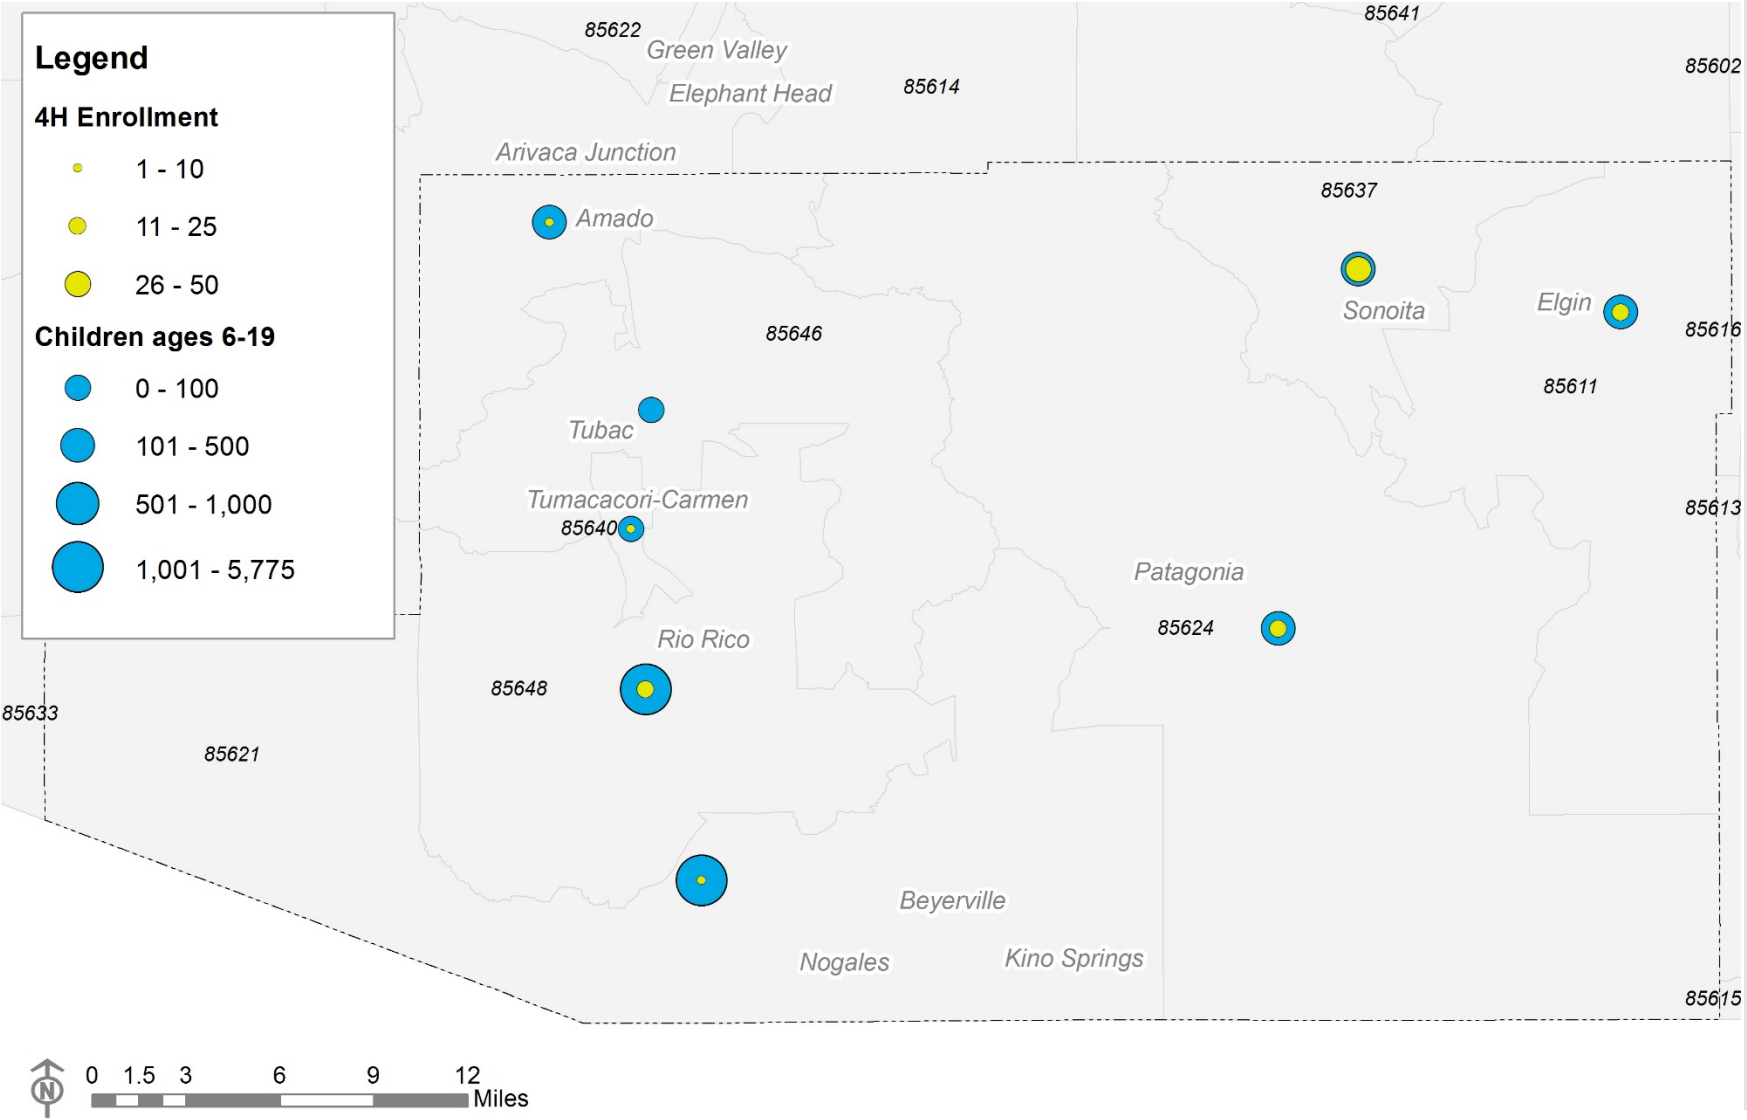 Legend
4H Enrollment
1 - 10
11 - 25
26 - 50
Children ages 6-19
0 - 100
101 - 500
501 - 1,000
1,001 - 5,775
85622
Green Valley
Elephant Head
85614
85641
85602
Arivaca Junction
Amado
85637
Sonoita
Elgin
85616
85646
85611
Tubac
Tumacacori-Carmen
85640
85613
Patagonia
85624
Rio Rico
85648
85633
85621
Beyerville
Nogales
Kino Springs
85615
N
0 1.5 3 6 9 12
Miles